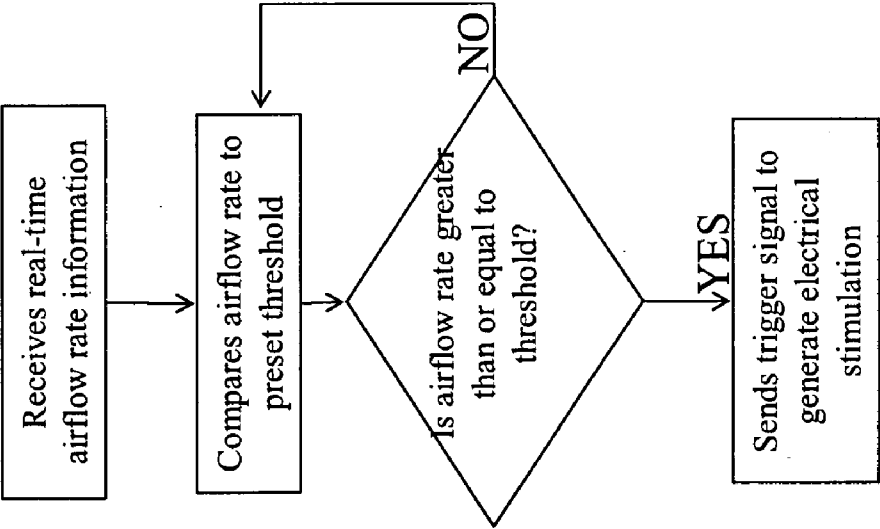 Receives real-time
airflow rate information
Compares airflow rate to
preset threshold
Is airflow rate greater
than or equal to
threshold?
NO
YES
Sends trigger signal to
generate electrical
stimulation